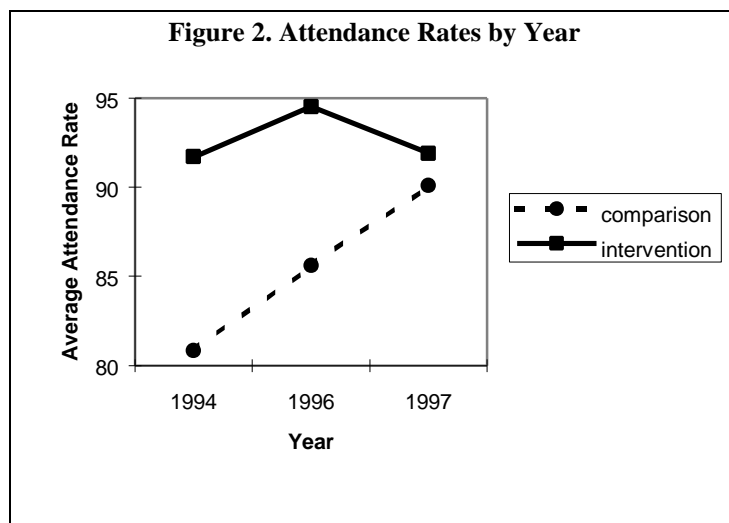 Figure 2. Attendance Rates by Year
Average Attendance Rate
95
90
85
80
1994 1996 1997
Year
comparison
intervention